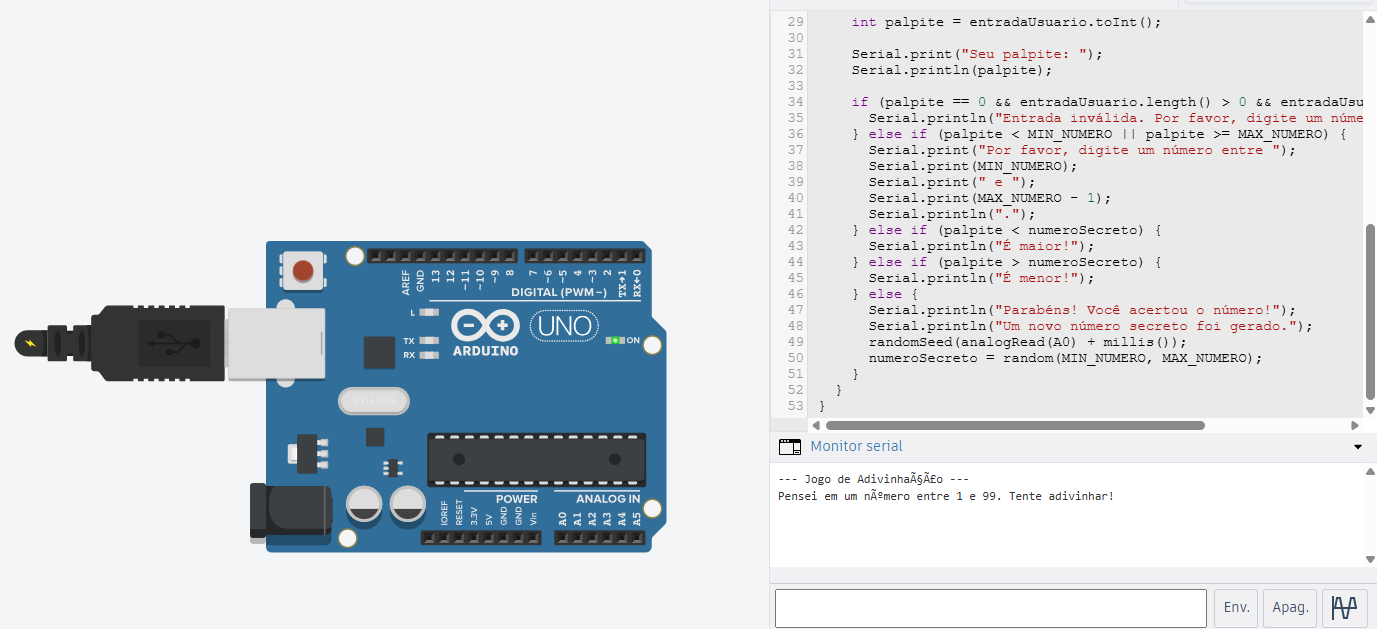 AREF
GND
13
12
~11
~10
~9
8
7
~6
~5
4
~3
2
TX→1
RX←0
DIGITAL (PWM~)
L
TX
RX
ARDUINO
UNO
ON
POWER
ANALOG IN
IOREF
RESET
3.3V
5V
GND
GND
Vin
A0
A1
A2
A3
A4
A5
29 int palpite = entradaUsuario.toInt();
30
31 Serial.print("Seu palpite: ");
32 Serial.println(palpite);
33
34 if (palpite == 0 && entradaUsuario.length() > 0 && entradaUsu
35 Serial.println("Entrada inválida. Por favor, digite um núme
36 } else if (palpite < MIN_NUMERO || palpite >= MAX_NUMERO) {
37 Serial.print("Por favor, digite um número entre ");
38 Serial.print(MIN_NUMERO);
39 Serial.print(" e ");
40 Serial.print(MAX_NUMERO - 1);
41 Serial.println(".");
42 } else if (palpite < numeroSecreto) {
43 Serial.println("É maior!");
44 } else if (palpite > numeroSecreto) {
45 Serial.println("É menor!");
46 } else {
47 Serial.println("Parabéns! Você acertou o número!");
48 Serial.println("Um novo número secreto foi gerado.");
49 randomSeed(analogRead(A0) + millis());
50 numeroSecreto = random(MIN_NUMERO, MAX_NUMERO);
51 }
52 }
53 }
Monitor serial
--- Jogo de AdivinhaÃ§Ã£o ---
Pensei em um nÃºmero entre 1 e 99. Tente adivinhar!
Env.
Apag.